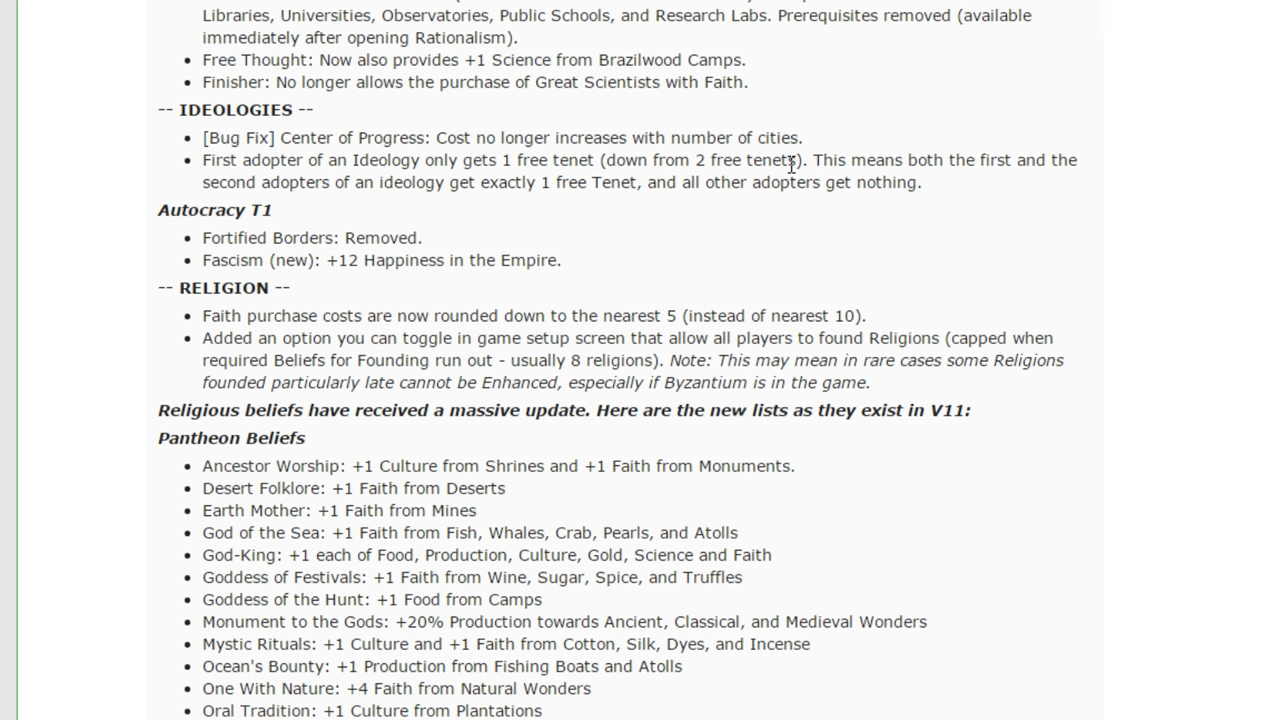 Libraries, Universities, Observatories, Public Schools, and Research Labs. Prerequisites removed (available
immediately after opening Rationalism).
• Free Thought: Now also provides +1 Science from Brazilwood Camps.
• Finisher: No longer allows the purchase of Great Scientists with Faith.
-- IDEOLOGIES --
• [Bug Fix] Center of Progress: Cost no longer increases with number of cities.
• First adopter of an Ideology only gets 1 free tenet (down from 2 free tenets). This means both the first and the
second adopters of an ideology get exactly 1 free Tenet, and all other adopters get nothing.
Autocracy T1
• Fortified Borders: Removed.
• Fascism (new): +12 Happiness in the Empire.
-- RELIGION --
• Faith purchase costs are now rounded down to the nearest 5 (instead of nearest 10).
• Added an option you can toggle in game setup screen that allow all players to found Religions (capped when
required Beliefs for Founding run out - usually 8 religions). Note: This may mean in rare cases some Religions
founded particularly late cannot be Enhanced, especially if Byzantium is in the game.
Religious beliefs have received a massive update. Here are the new lists as they exist in V11:
Pantheon Beliefs
• Ancestor Worship: +1 Culture from Shrines and +1 Faith from Monuments.
• Desert Folklore: +1 Faith from Deserts
• Earth Mother: +1 Faith from Mines
• God of the Sea: +1 Faith from Fish, Whales, Crab, Pearls, and Atolls
• God-King: +1 each of Food, Production, Culture, Gold, Science and Faith
• Goddess of Festivals: +1 Faith from Wine, Sugar, Spice, and Truffles
• Goddess of the Hunt: +1 Food from Camps
• Monument to the Gods: +20% Production towards Ancient, Classical, and Medieval Wonders
• Mystic Rituals: +1 Culture and +1 Faith from Cotton, Silk, Dyes, and Incense
• Ocean's Bounty: +1 Production from Fishing Boats and Atolls
• One With Nature: +4 Faith from Natural Wonders
• Oral Tradition: +1 Culture from Plantations